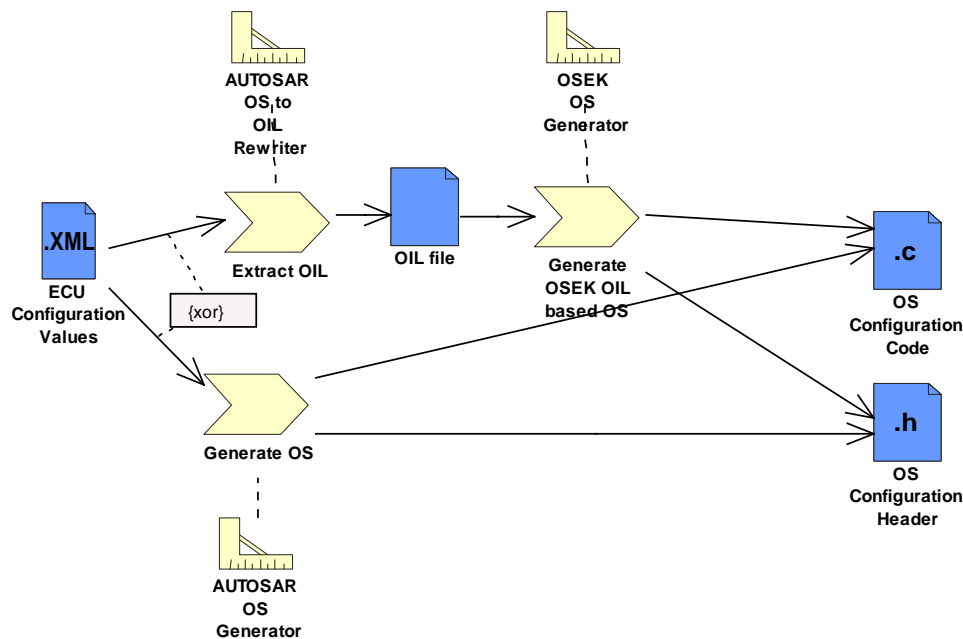 AUTOSAR
OS to
OIL
Rewriter
OSEK
OS
Generator
.XML
ECU
Configuration
Values
Extract OIL
OIL file
Generate
OSEK OIL
based OS
.c
OS
Configuration
Code
{xor}
Generate OS
.h
OS
Configuration
Header
AUTOSAR
OS
Generator